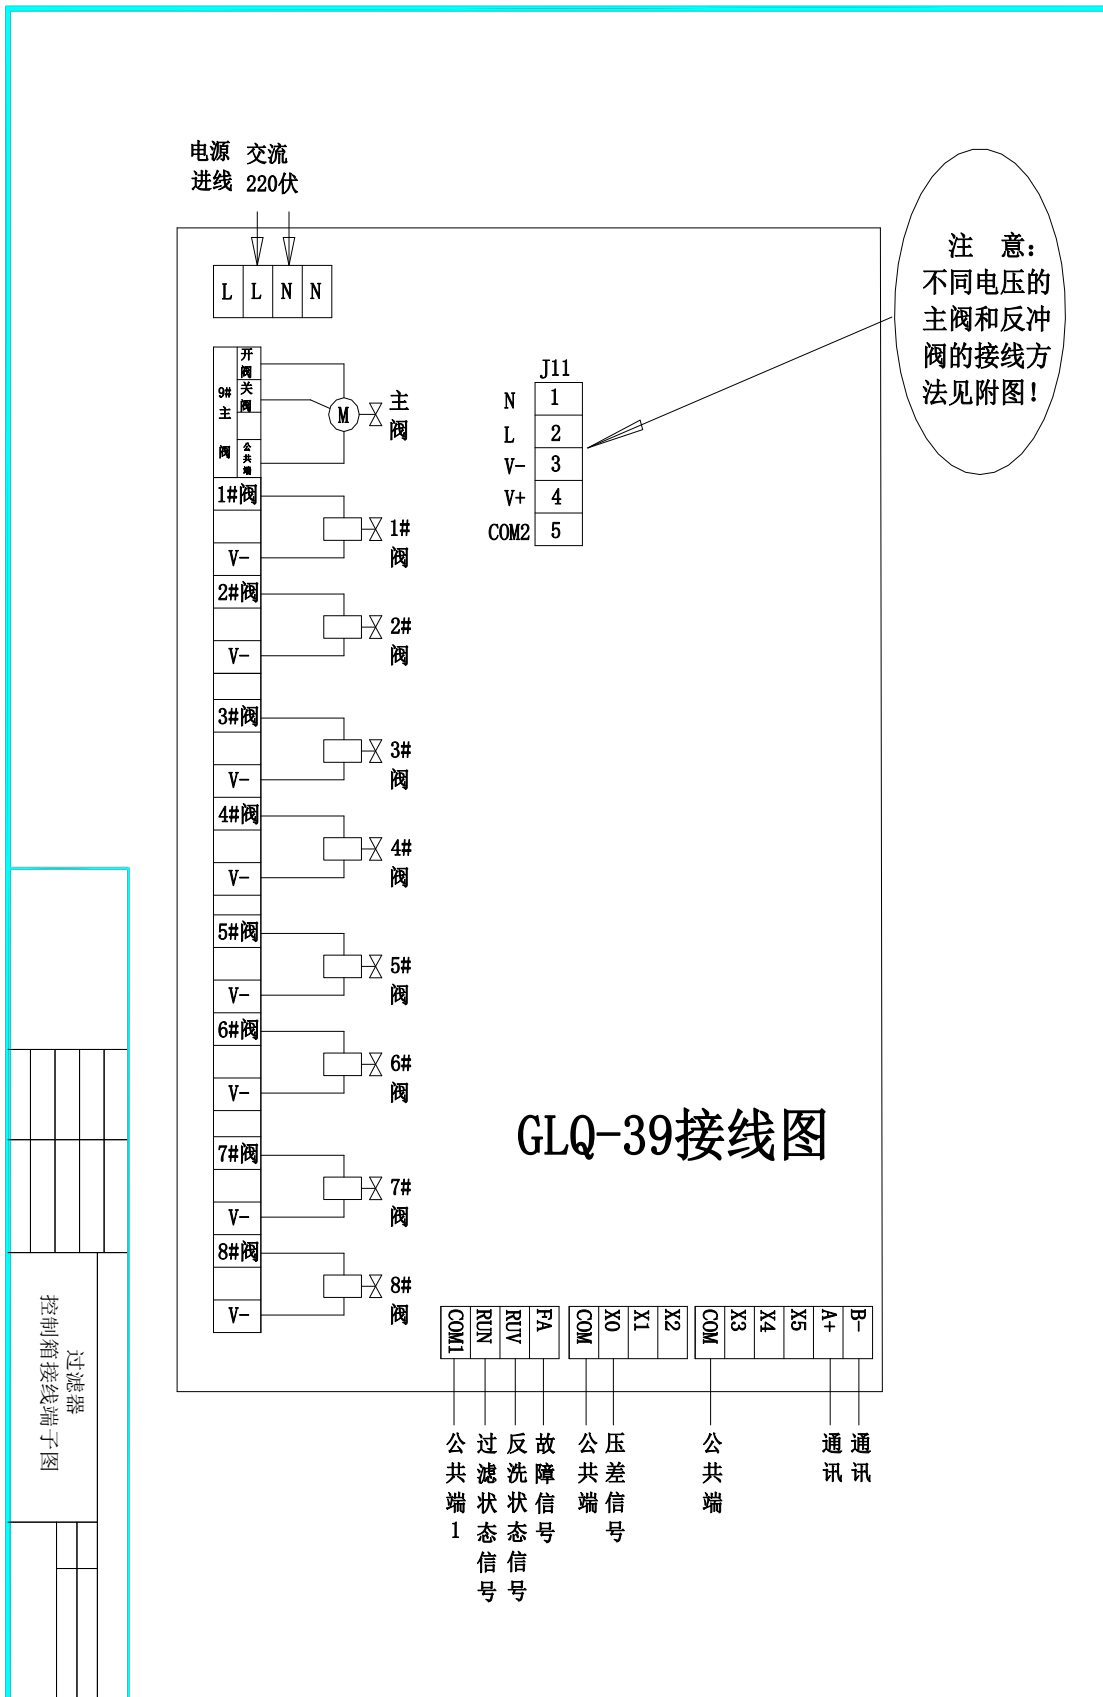 电源 交流
进线 220伏
L L N N
注 意:
不同电压的
主阀和反冲
阀的接线方
法见附图!
9#
主
阀
开
阀
关
阀
公
共
端
M
主
阀
J11
N 1
L 2
V- 3
V+ 4
COM2 5
1#阀
V-
1#
阀
2#阀
V-
2#
阀
3#阀
V-
3#
阀
4#阀
V-
4#
阀
5#阀
V-
5#
阀
6#阀
V-
6#
阀
7#阀
V-
7#
阀
8#阀
V-
8#
阀
GLQ-39接线图
COM1 RUN RUV FA
COM X0 X1 X2
COM X3 X4 X5 A+ B-
公共端1
过滤状态信号
反洗状态信号
故障信号
公共端
压差信号
公共端
通讯
通讯
过滤器
控制箱接线端子图